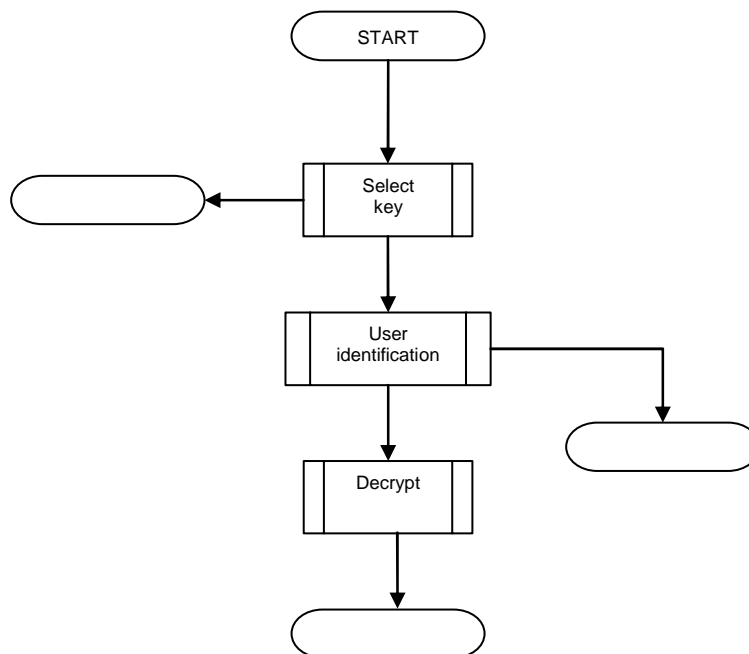 START
Select
key
User
identification
Decrypt